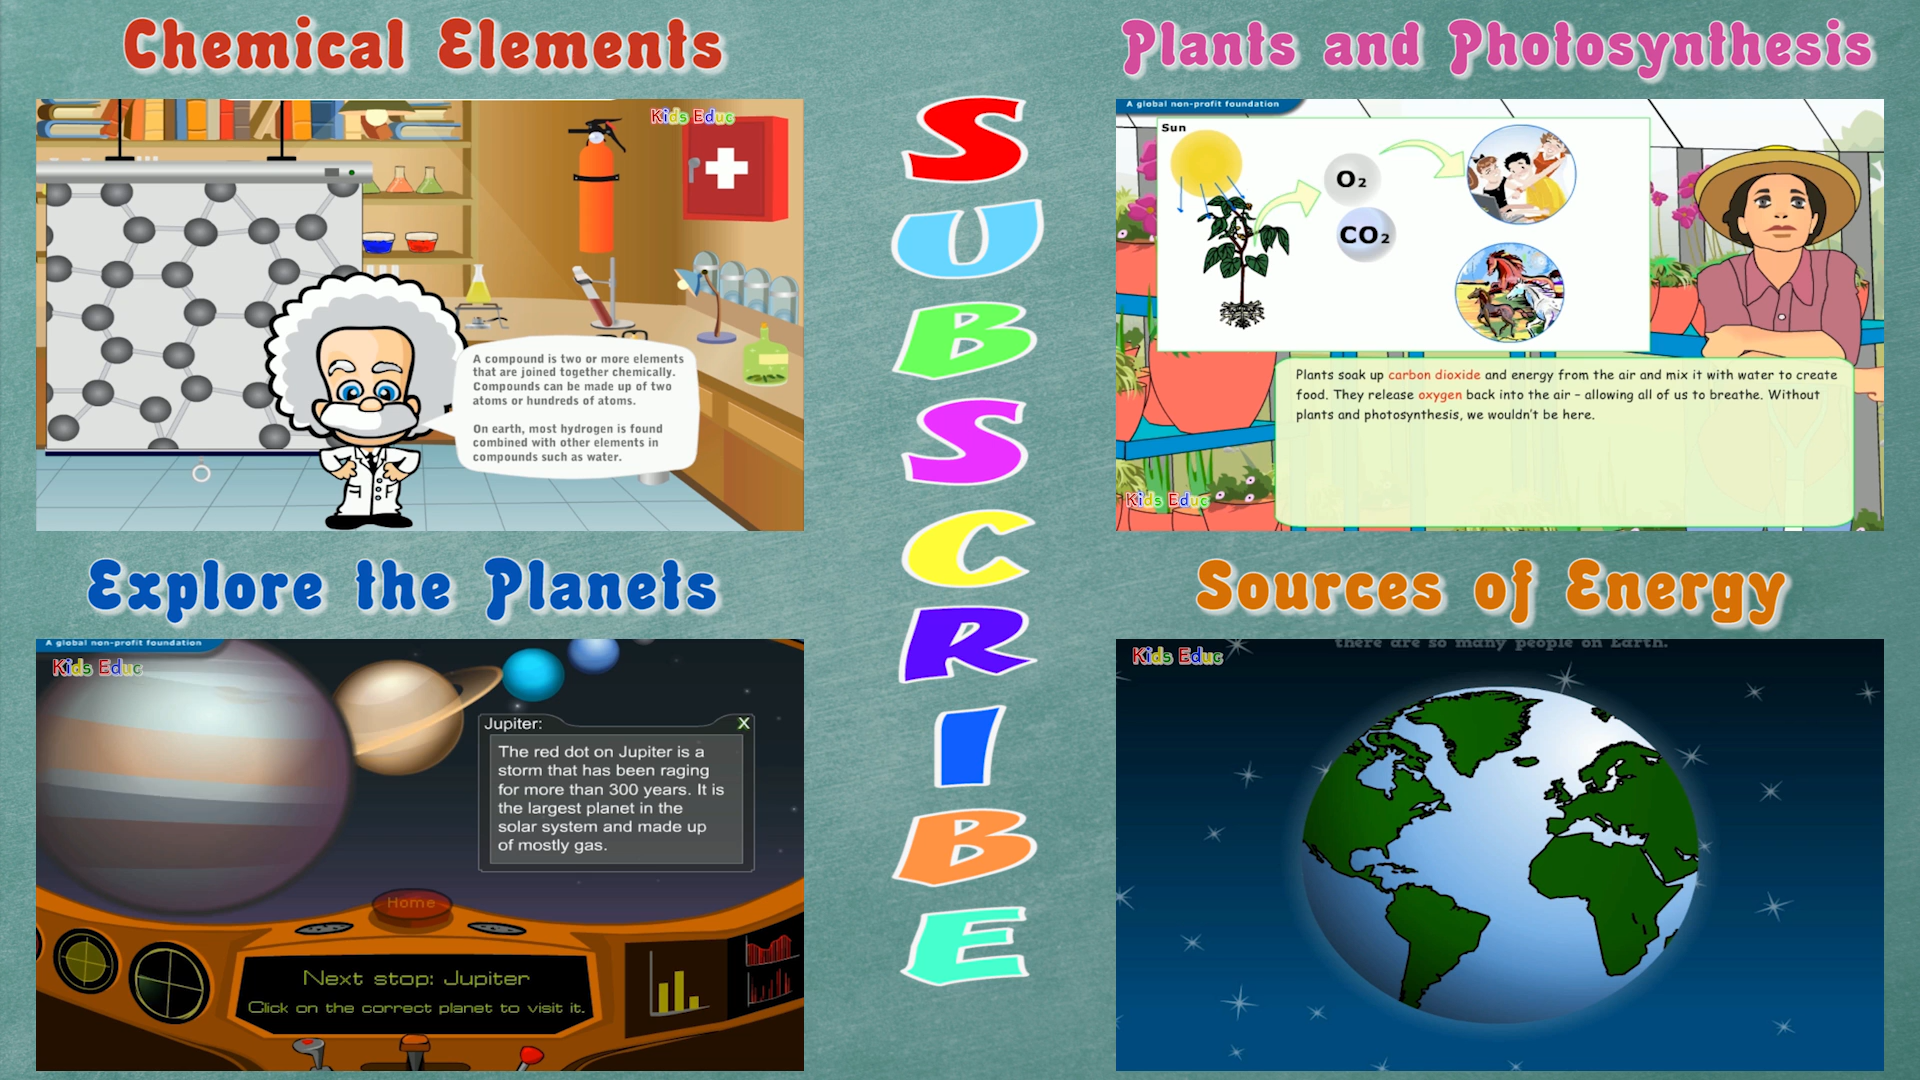 Chemical Elements
Kids Educ
A compound is two or more elements
that are joined together chemically.
Compounds can be made up of two
atoms or hundreds of atoms.
On earth, most hydrogen is found
combined with other elements in
compounds such as water.
Plants and Photosynthesis
A global non-profit foundation
Sun
O₂
CO₂
Plants soak up carbon dioxide and energy from the air and mix it with water to create
food. They release oxygen back into the air – allowing all of us to breathe. Without
plants and photosynthesis, we wouldn't be here.
Kids Educ
SUBSCRIBE
Explore the Planets
A global non-profit foundation
Kids Educ
Jupiter:
X
The red dot on Jupiter is a
storm that has been raging
for more than 300 years. It is
the largest planet in the
solar system and made up
of mostly gas.
Home
Next stop: Jupiter
Click on the correct planet to visit it.
Sources of Energy
there are so many people on Earth.
Kids Educ